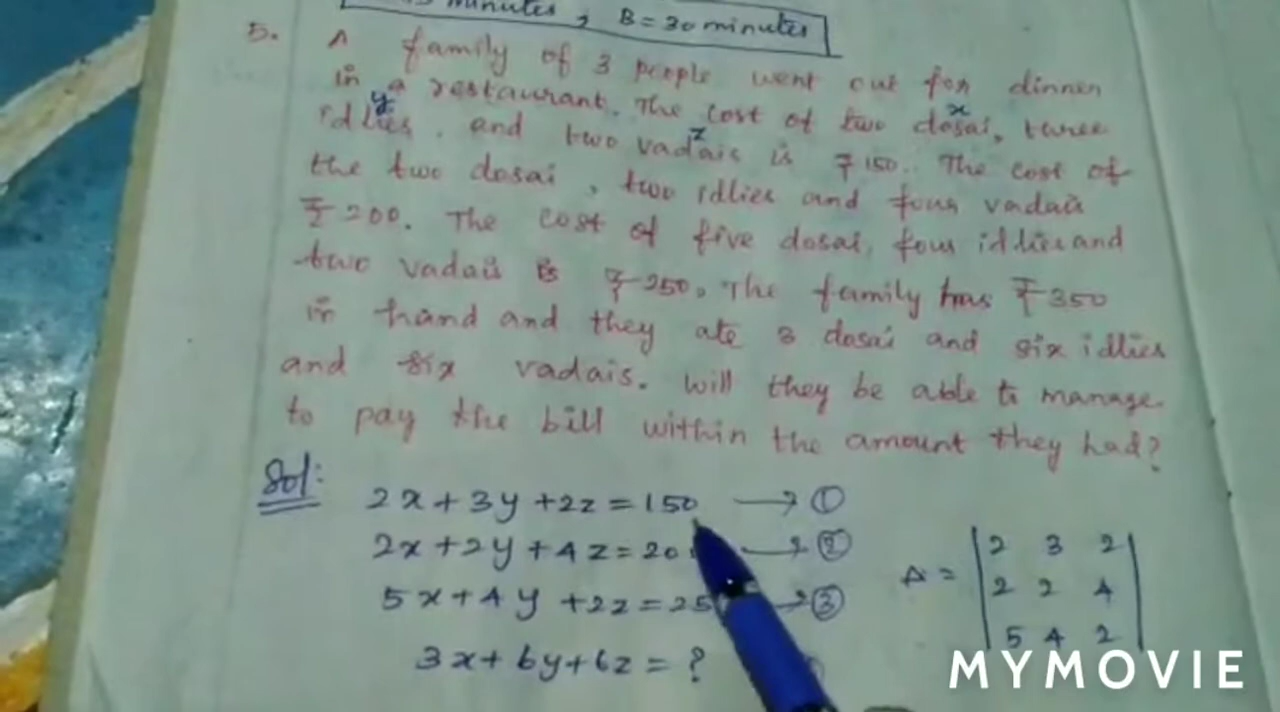 minutes, B = 30 minutes
5. A family of 3 people went out for dinner
in a restaurant. The cost of two dosai, three
y x
idlies and two vadais is ₹150. The cost of
z
the two dosai, two idlies and four vadais
₹200. The cost of five dosai, four idlies and
two vadais is ₹250. The family has ₹350
in hand and they ate 3 dosai and six idlies
and six vadais. Will they be able to manage
to pay the bill within the amount they had?
Sol:
2x + 3y + 2z = 150 → ①
2x + 2y + 4z = 20 → ②
5x + 4y + 2z = 25 → ③
3x + 6y + 6z = ?
Δ = | 2 3 2 |
| 2 2 4 |
| 5 4 2 |
MYMOVIE